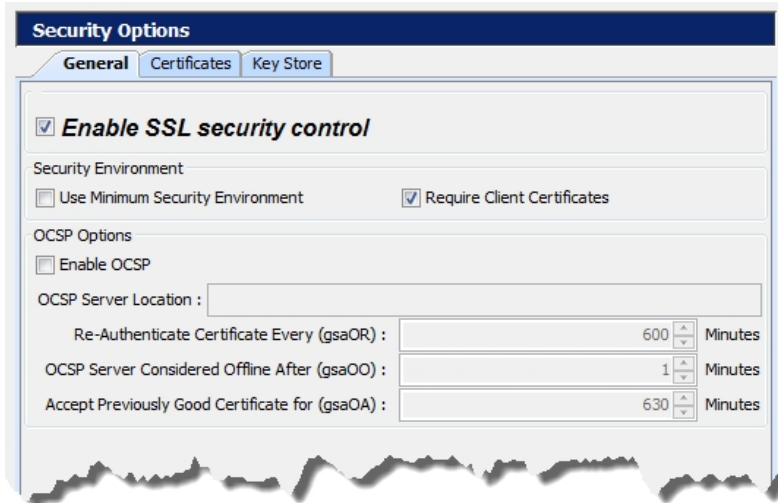 Security Options
General Certificates Key Store
Enable SSL security control
Security Environment
Use Minimum Security Environment Require Client Certificates
OCSP Options
Enable OCSP
OCSP Server Location :
Re-Authenticate Certificate Every (gsaOR) : 600 Minutes
OCSP Server Considered Offline After (gsaOO) : 1 Minutes
Accept Previously Good Certificate for (gsaOA) : 630 Minutes